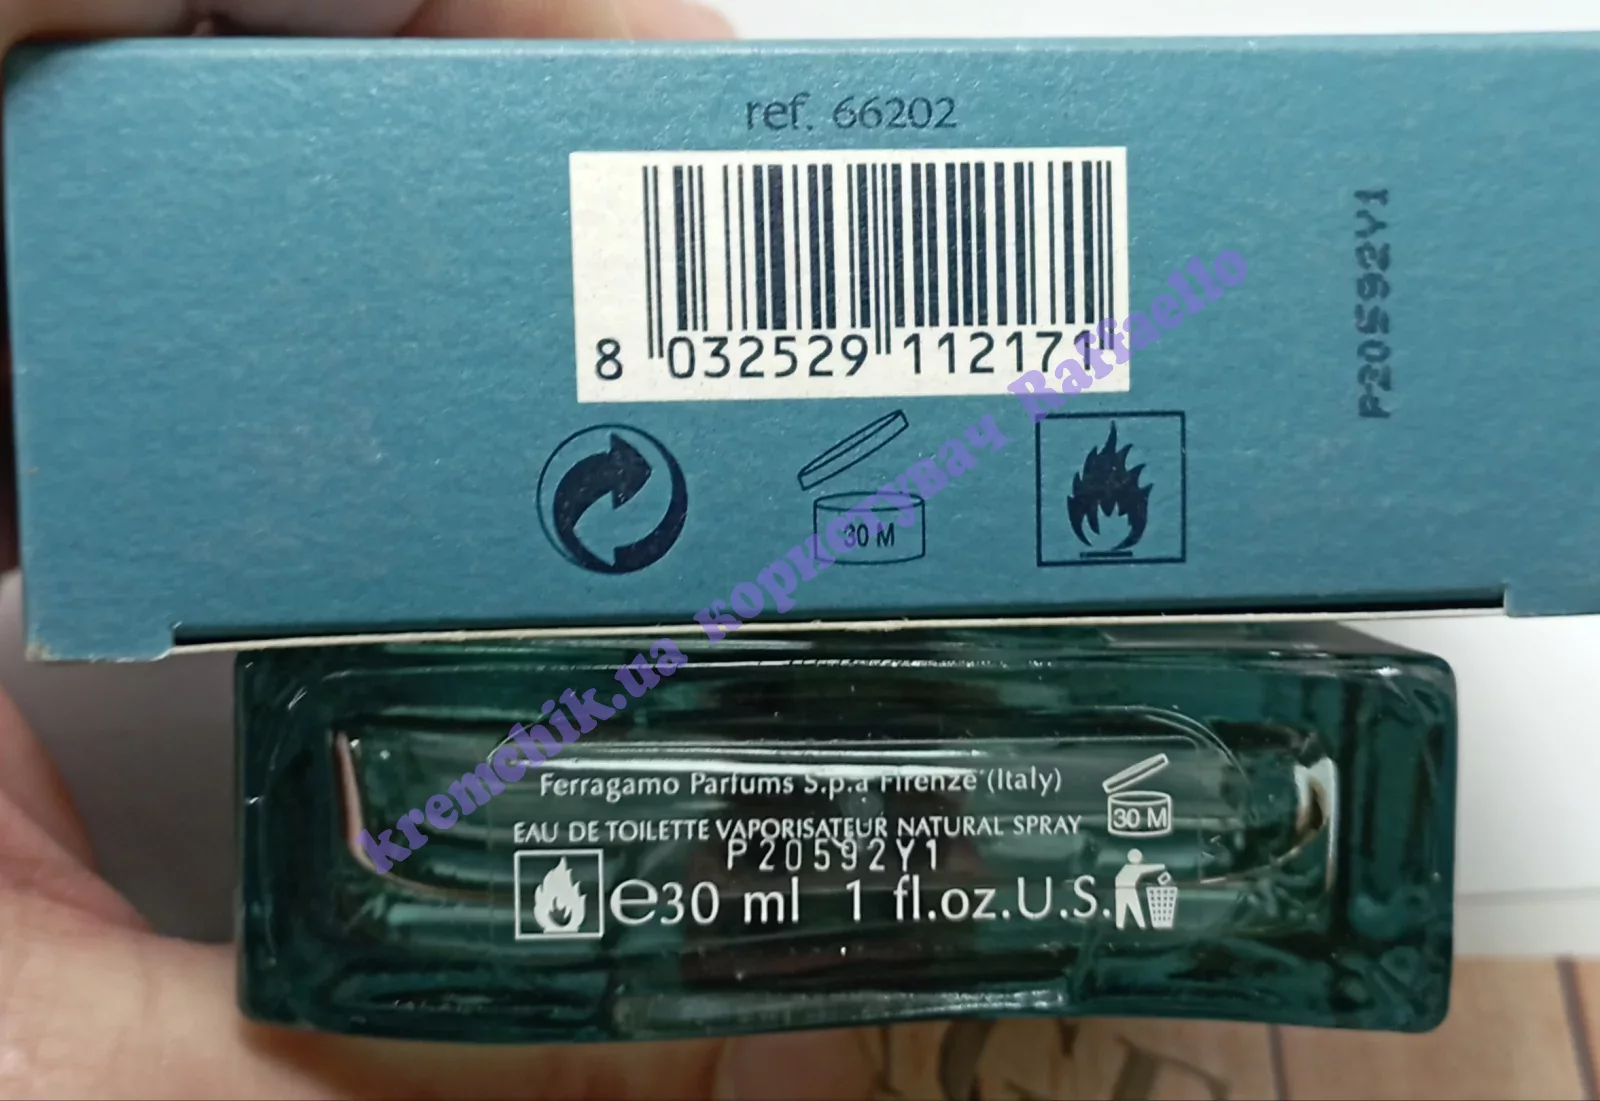 ref. 66202
8 032529 112171
P20592Y1
30 M
kremchik.ua користувач Raffaello
Ferragamo Parfums S.p.a Firenze (Italy)
30 M
EAU DE TOILETTE VAPORISATEUR NATURAL SPRAY
P20592Y1
e30 ml 1 fl.oz.U.S.